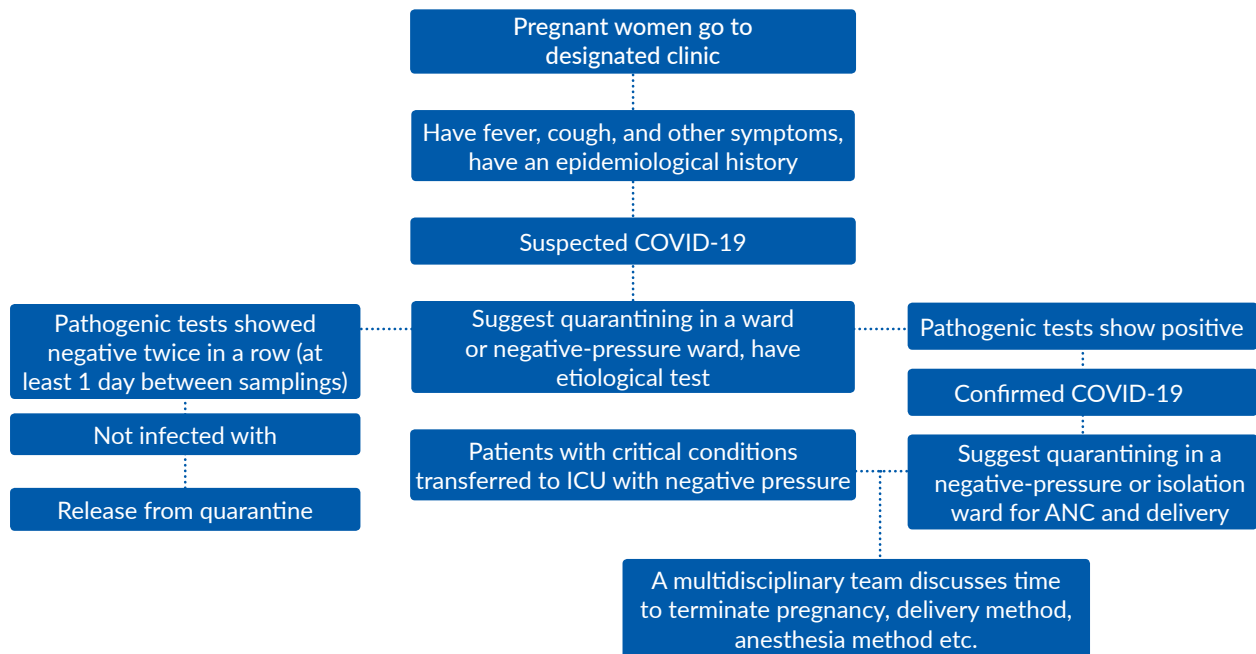 Pregnant women go to
designated clinic
Have fever, cough, and other symptoms,
have an epidemiological history
Suspected COVID-19
Suggest quarantining in a ward
or negative-pressure ward, have
etiological test
Pathogenic tests showed
negative twice in a row (at
least 1 day between samplings)
Not infected with
Release from quarantine
Pathogenic tests show positive
Confirmed COVID-19
Suggest quarantining in a
negative-pressure or isolation
ward for ANC and delivery
Patients with critical conditions
transferred to ICU with negative pressure
A multidisciplinary team discusses time
to terminate pregnancy, delivery method,
anesthesia method etc.